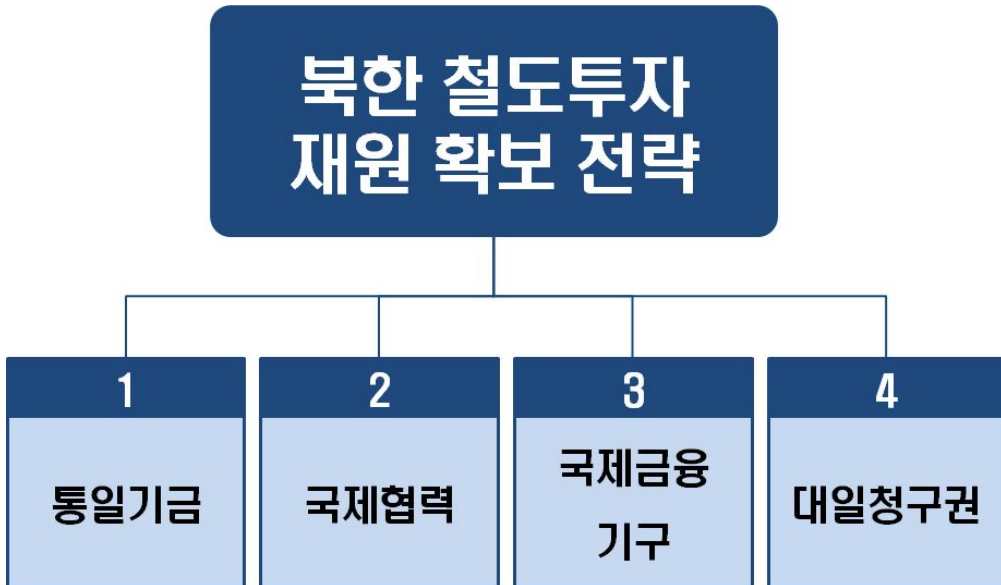 북한 철도투자
재원 확보 전략
1
통일기금
2
국제협력
3
국제금융
기구
4
대일청구권